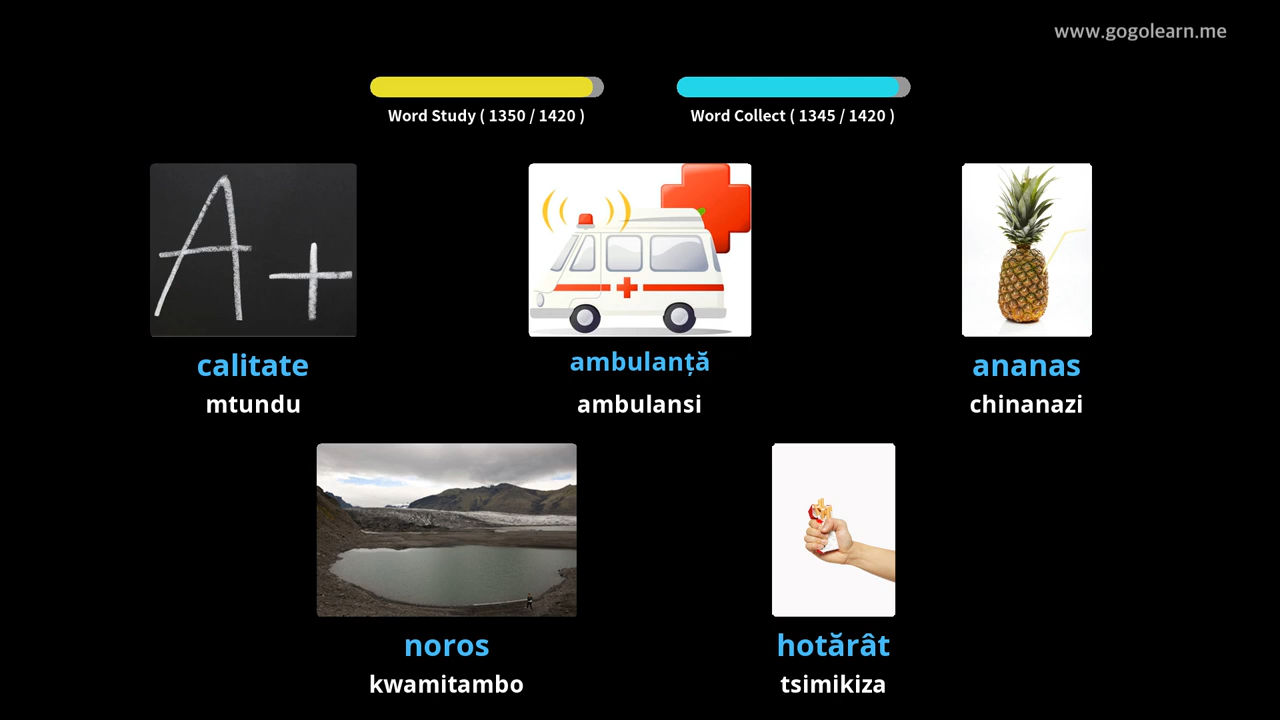 www.gogolearn.me
Word Study ( 1350 / 1420 )
Word Collect ( 1345 / 1420 )
A+
calitate
mtundu
ambulanță
ambulansi
ananas
chinanazi
noros
kwamitambo
hotărât
tsimikiza